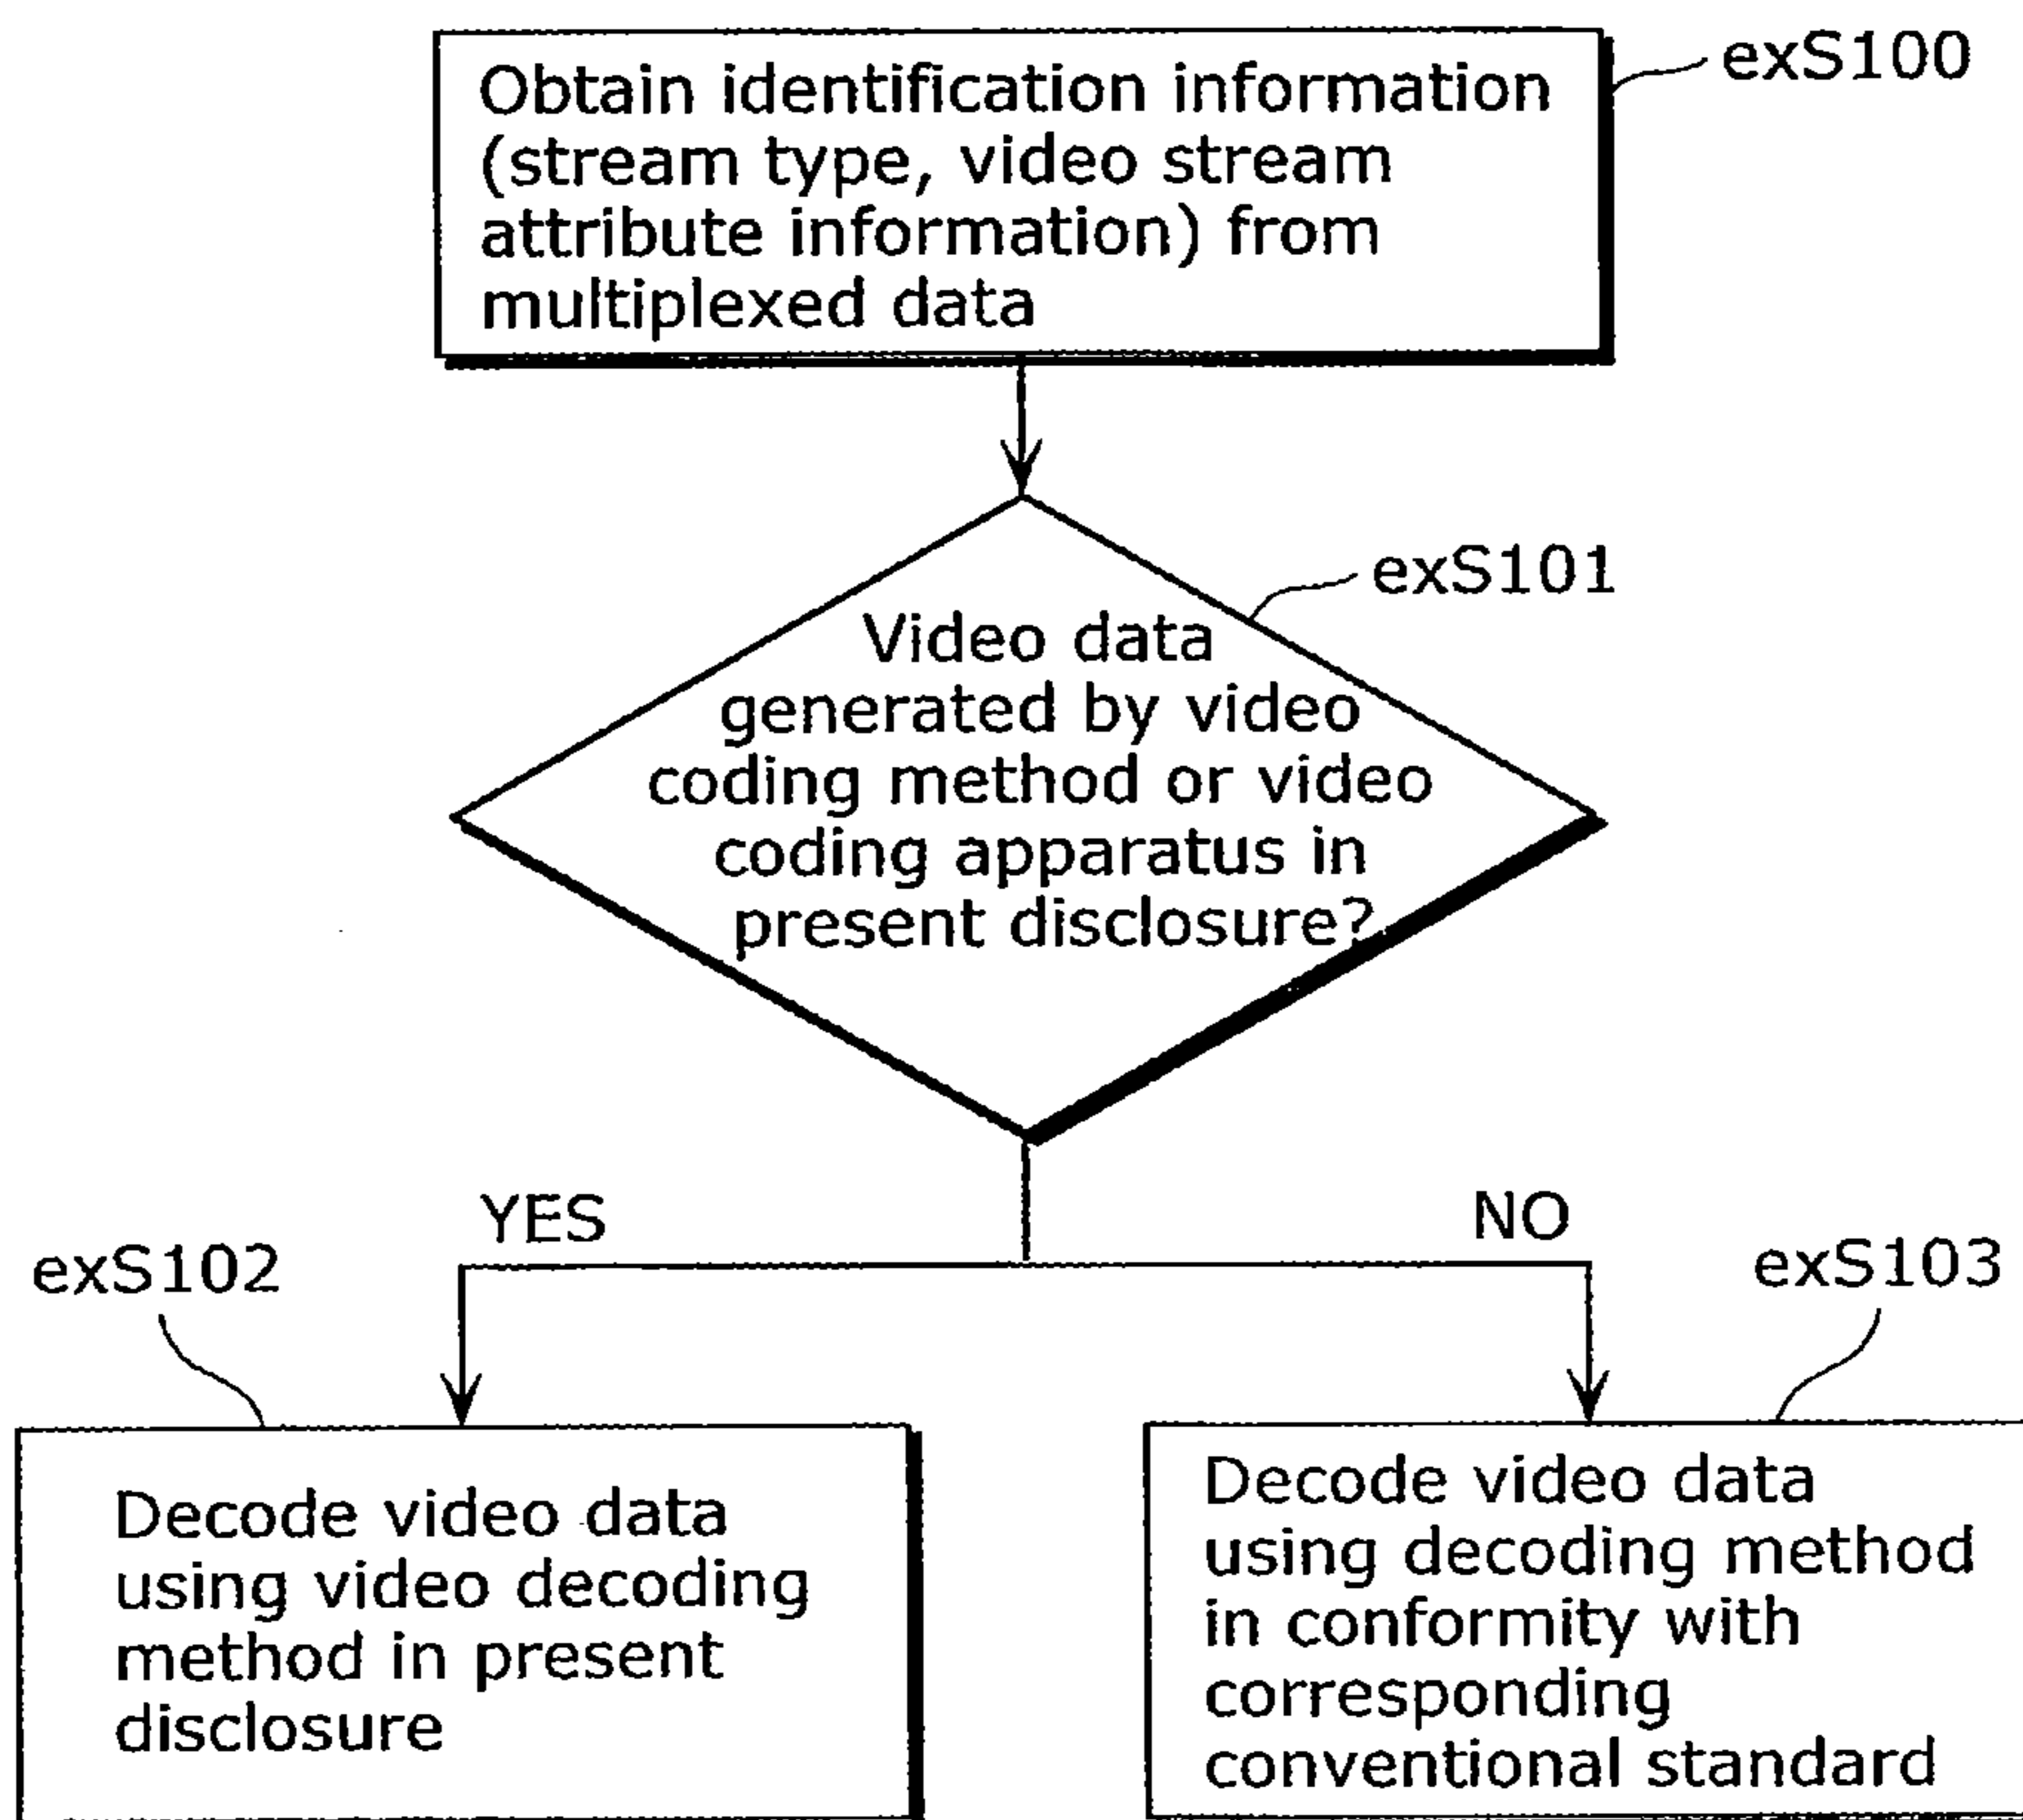 exS100
Obtain identification information
(stream type, video stream
attribute information) from
multiplexed data
exS101
Video data
generated by video
coding method or video
coding apparatus in
present disclosure?
YES
NO
exS102
exS103
Decode video data
using video decoding
method in present
disclosure
Decode video data
using decoding method
in conformity with
corresponding
conventional standard